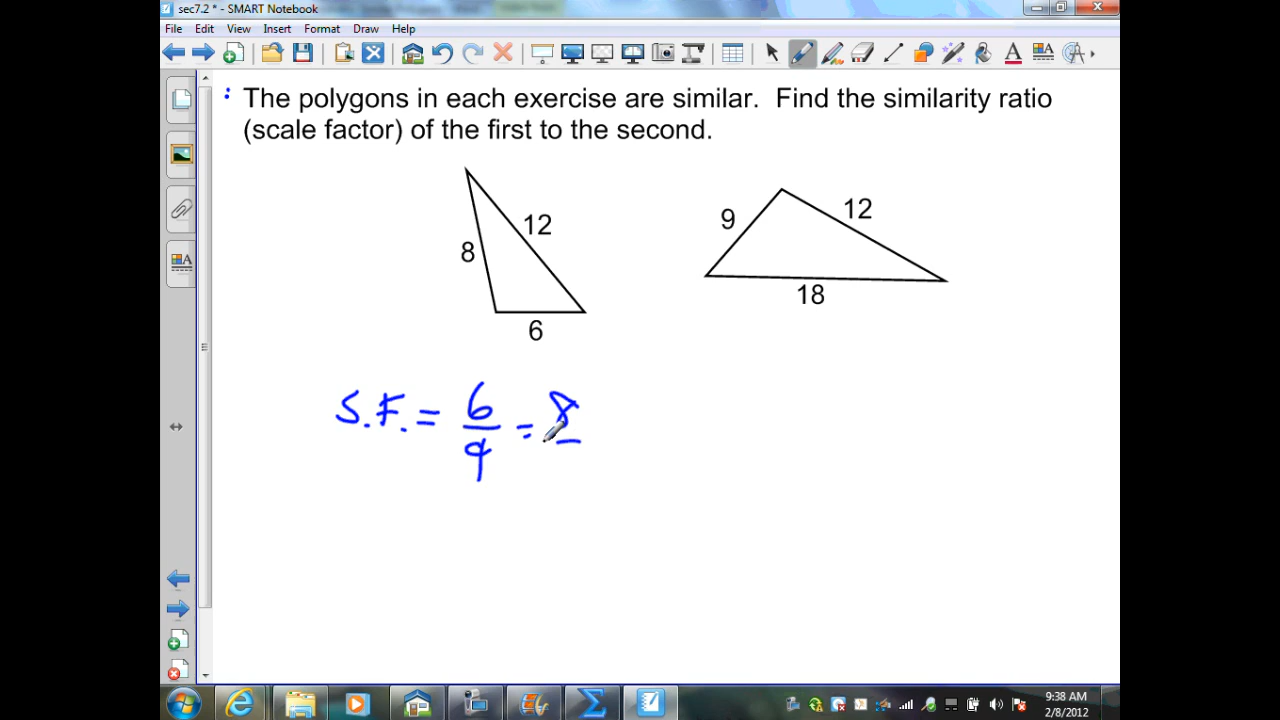 sec7.2 * - SMART Notebook
File Edit View Insert Format Draw Help
: The polygons in each exercise are similar. Find the similarity ratio
(scale factor) of the first to the second.
12
8
6
9
12
18
S.F. = 6/9 = 8
9:38 AM
2/8/2012